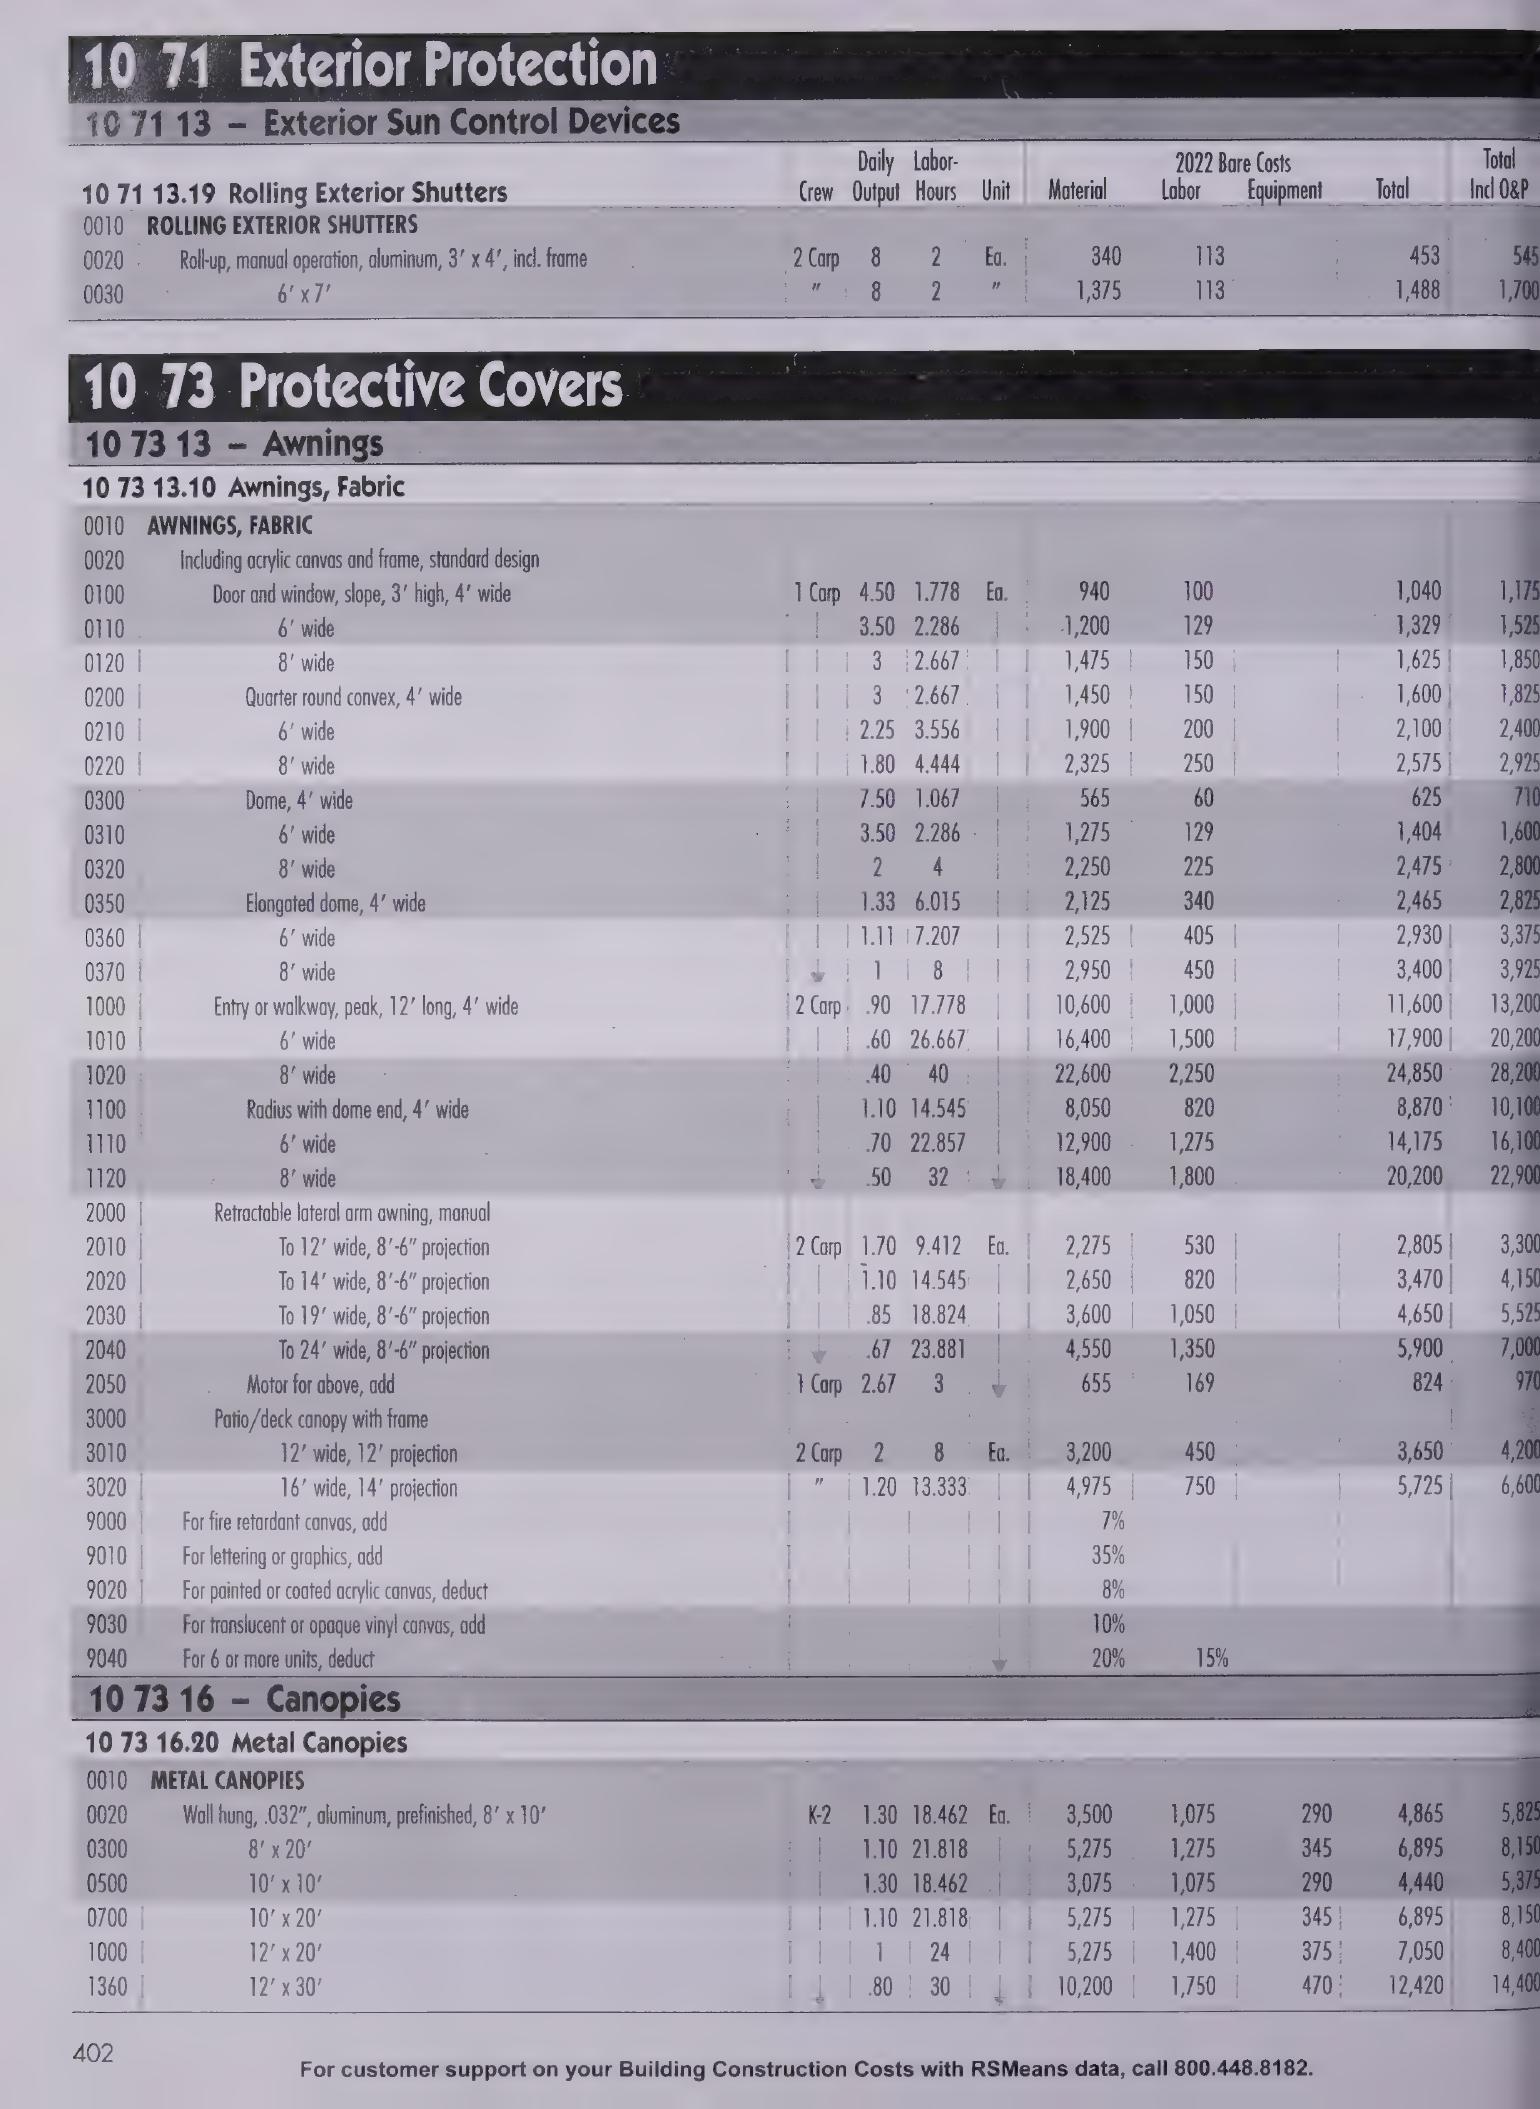 10 71 Exterior Protection
10 71 13 – Exterior Sun Control Devices
Daily Labor- 2022 Bare Costs Total
10 71 13.19 Rolling Exterior Shutters Crew Output Hours Unit Material Labor Equipment Total Incl O&P
0010 ROLLING EXTERIOR SHUTTERS
0020 Roll-up, manual operation, aluminum, 3′ x 4′, incl. frame 2 Carp 8 2 Ea. 340 113 453 545
0030 6′ x 7′ " 8 2 " 1,375 113 1,488 1,700
10 73 Protective Covers
10 73 13 – Awnings
10 73 13.10 Awnings, Fabric
0010 AWNINGS, FABRIC
0020 Including acrylic canvas and frame, standard design
0100 Door and window, slope, 3′ high, 4′ wide 1 Carp 4.50 1.778 Ea. 940 100 1,040 1,175
0110 6′ wide 3.50 2.286 1,200 129 1,329 1,525
0120 8′ wide 3 2.667 1,475 150 1,625 1,850
0200 Quarter round convex, 4′ wide 3 2.667 1,450 150 1,600 1,825
0210 6′ wide 2.25 3.556 1,900 200 2,100 2,400
0220 8′ wide 1.80 4.444 2,325 250 2,575 2,925
0300 Dome, 4′ wide 7.50 1.067 565 60 625 710
0310 6′ wide 3.50 2.286 1,275 129 1,404 1,600
0320 8′ wide 2 4 2,250 225 2,475 2,800
0350 Elongated dome, 4′ wide 1.33 6.015 2,125 340 2,465 2,825
0360 6′ wide 1.11 7.207 2,525 405 2,930 3,375
0370 8′ wide 1 8 2,950 450 3,400 3,925
1000 Entry or walkway, peak, 12′ long, 4′ wide 2 Carp .90 17.778 10,600 1,000 11,600 13,200
1010 6′ wide .60 26.667 16,400 1,500 17,900 20,200
1020 8′ wide .40 40 22,600 2,250 24,850 28,200
1100 Radius with dome end, 4′ wide 1.10 14.545 8,050 820 8,870 10,100
1110 6′ wide .70 22.857 12,900 1,275 14,175 16,100
1120 8′ wide .50 32 18,400 1,800 20,200 22,900
2000 Retractable lateral arm awning, manual
2010 To 12′ wide, 8′-6″ projection 2 Carp 1.70 9.412 Ea. 2,275 530 2,805 3,300
2020 To 14′ wide, 8′-6″ projection 1.10 14.545 2,650 820 3,470 4,150
2030 To 19′ wide, 8′-6″ projection .85 18.824 3,600 1,050 4,650 5,525
2040 To 24′ wide, 8′-6″ projection .67 23.881 4,550 1,350 5,900 7,000
2050 Motor for above, add 1 Carp 2.67 3 655 169 824 970
3000 Patio/deck canopy with frame
3010 12′ wide, 12′ projection 2 Carp 2 8 Ea. 3,200 450 3,650 4,200
3020 16′ wide, 14′ projection " 1.20 13.333 4,975 750 5,725 6,600
9000 For fire retardant canvas, add 7%
9010 For lettering or graphics, add 35%
9020 For painted or coated acrylic canvas, deduct 8%
9030 For translucent or opaque vinyl canvas, add 10%
9040 For 6 or more units, deduct 20% 15%
10 73 16 – Canopies
10 73 16.20 Metal Canopies
0010 METAL CANOPIES
0020 Wall hung, .032″, aluminum, prefinished, 8′ x 10′ K-2 1.30 18.462 Ea. 3,500 1,075 290 4,865 5,825
0300 8′ x 20′ 1.10 21.818 5,275 1,275 345 6,895 8,150
0500 10′ x 10′ 1.30 18.462 3,075 1,075 290 4,440 5,375
0700 10′ x 20′ 1.10 21.818 5,275 1,275 345 6,895 8,150
1000 12′ x 20′ 1 24 5,275 1,400 375 7,050 8,400
1360 12′ x 30′ .80 30 10,200 1,750 470 12,420 14,400
402
For customer support on your Building Construction Costs with RSMeans data, call 800.448.8182.